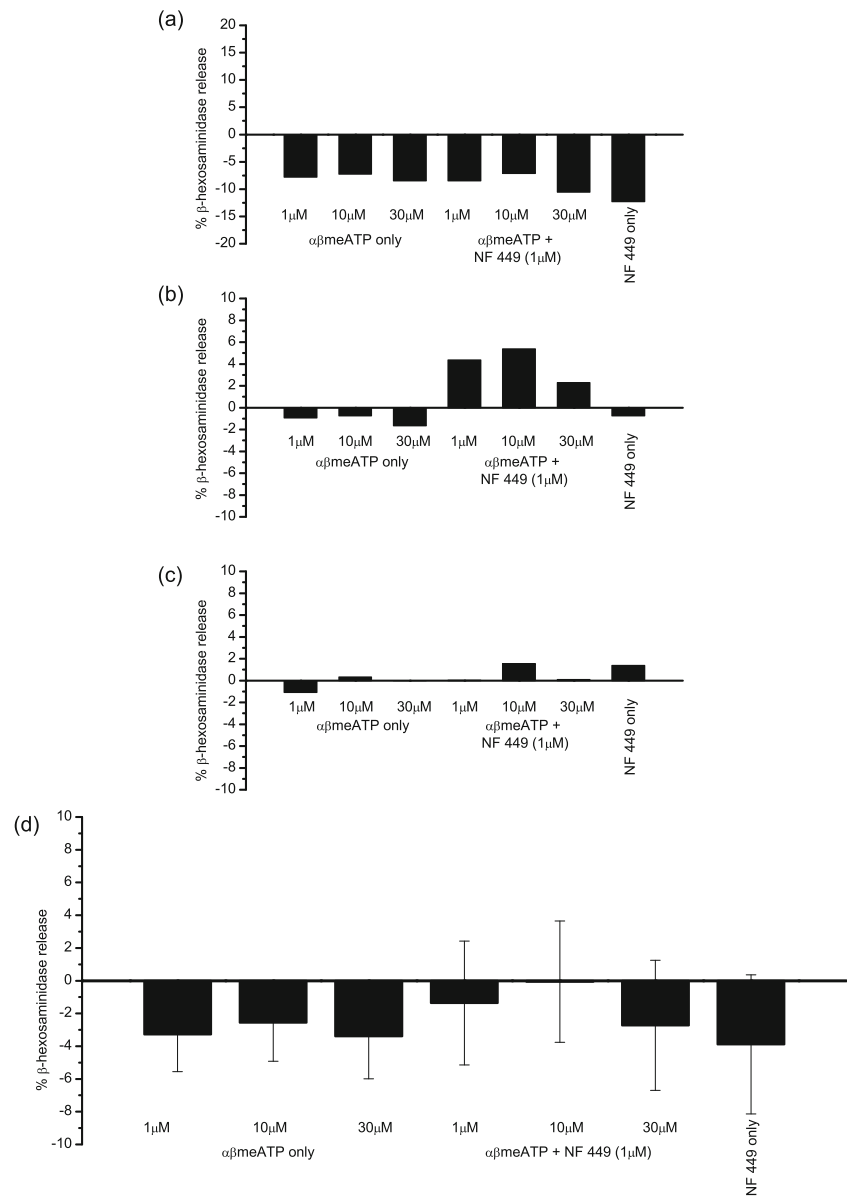 (a)
% β-hexosaminidase release
20
15
10
5
0
-5
-10
-15
-20
1μM 10μM 30μM 1μM 10μM 30μM
αβmeATP only
αβmeATP +
NF 449 (1μM)
NF 449 only
(b)
% β-hexosaminidase release
10
8
6
4
2
0
-2
-4
-6
-8
-10
1μM 10μM 30μM 1μM 10μM 30μM
αβmeATP only
αβmeATP +
NF 449 (1μM)
NF 449 only
(c)
% β-hexosaminidase release
10
8
6
4
2
0
-2
-4
-6
-8
-10
1μM 10μM 30μM 1μM 10μM 30μM
αβmeATP only
αβmeATP +
NF 449 (1μM)
NF 449 only
(d)
% β-hexosaminidase release
10
8
6
4
2
0
-2
-4
-6
-8
-10
1μM 10μM 30μM 1μM 10μM 30μM
αβmeATP only
αβmeATP + NF 449 (1μM)
NF 449 only